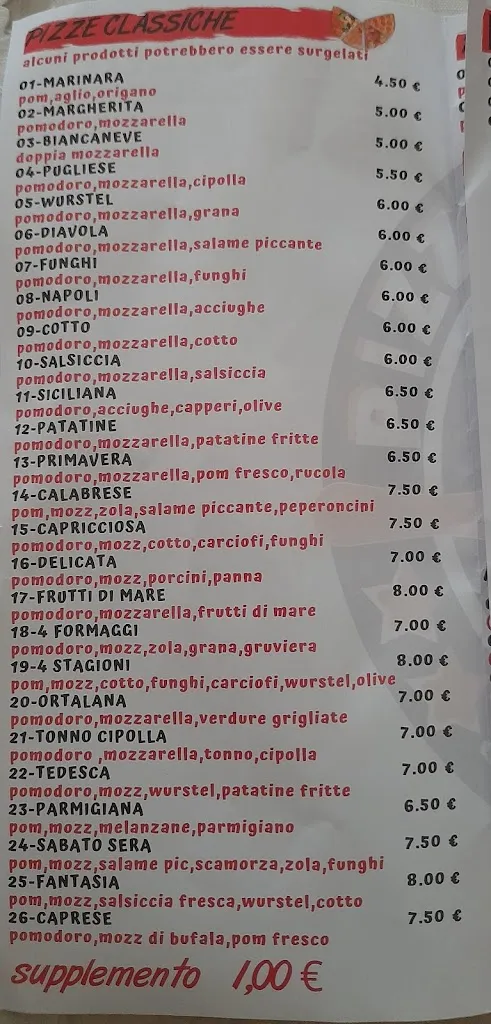 PIZZE CLASSICHE
alcuni prodotti potrebbero essere surgelati
01-MARINARA 4.50 €
pom,aglio,origano
02-MARGHERITA 5.00 €
pomodoro,mozzarella
03-BIANCANEVE 5.00 €
doppia mozzarella
04-PUGLIESE 5.50 €
pomodoro,mozzarella,cipolla
05-WURSTEL 6.00 €
pomodoro,mozzarella,grana
06-DIAVOLA 6.00 €
pomodoro,mozzarella,salame piccante
07-FUNGHI 6.00 €
pomodoro,mozzarella,funghi
08-NAPOLI 6.00 €
pomodoro,mozzarella,acciughe
09-COTTO 6.00 €
pomodoro,mozzarella,cotto
10-SALSICCIA 6.00 €
pomodoro,mozzarella,salsiccia
11-SICILIANA 6.50 €
pomodoro,acciughe,capperi,olive
12-PATATINE 6.50 €
pomodoro,mozzarella,patatine fritte
13-PRIMAVERA 6.50 €
pomodoro,mozzarella,pom fresco,rucola
14-CALABRESE 7.50 €
pom,mozz,zola,salame piccante,peperoncini
15-CAPRICCIOSA 7.50 €
pomodoro,mozz,cotto,carciofi,funghi
16-DELICATA 7.00 €
pomodoro,mozz,porcini,panna
17-FRUTTI DI MARE 8.00 €
pomodoro,mozzarella,frutti di mare
18-4 FORMAGGI 7.00 €
pomodoro,mozz,zola,grana,gruviera
19-4 STAGIONI 8.00 €
pom,mozz,cotto,funghi,carciofi,wurstel,olive
20-ORTALANA 7.00 €
pomodoro,mozzarella,verdure grigliate
21-TONNO CIPOLLA 7.00 €
pomodoro ,mozzarella,tonno,cipolla
22-TEDESCA 7.00 €
pomodoro,mozz,wurstel,patatine fritte
23-PARMIGIANA 6.50 €
pom,mozz,melanzane,parmigiano
24-SABATO SERA 7.50 €
pom,mozz,salame pic,scamorza,zola,funghi
25-FANTASIA 8.00 €
pom,mozz,salsiccia fresca,wurstel,cotto
26-CAPRESE 7.50 €
pomodoro,mozz di bufala,pom fresco
supplemento 1,00 €